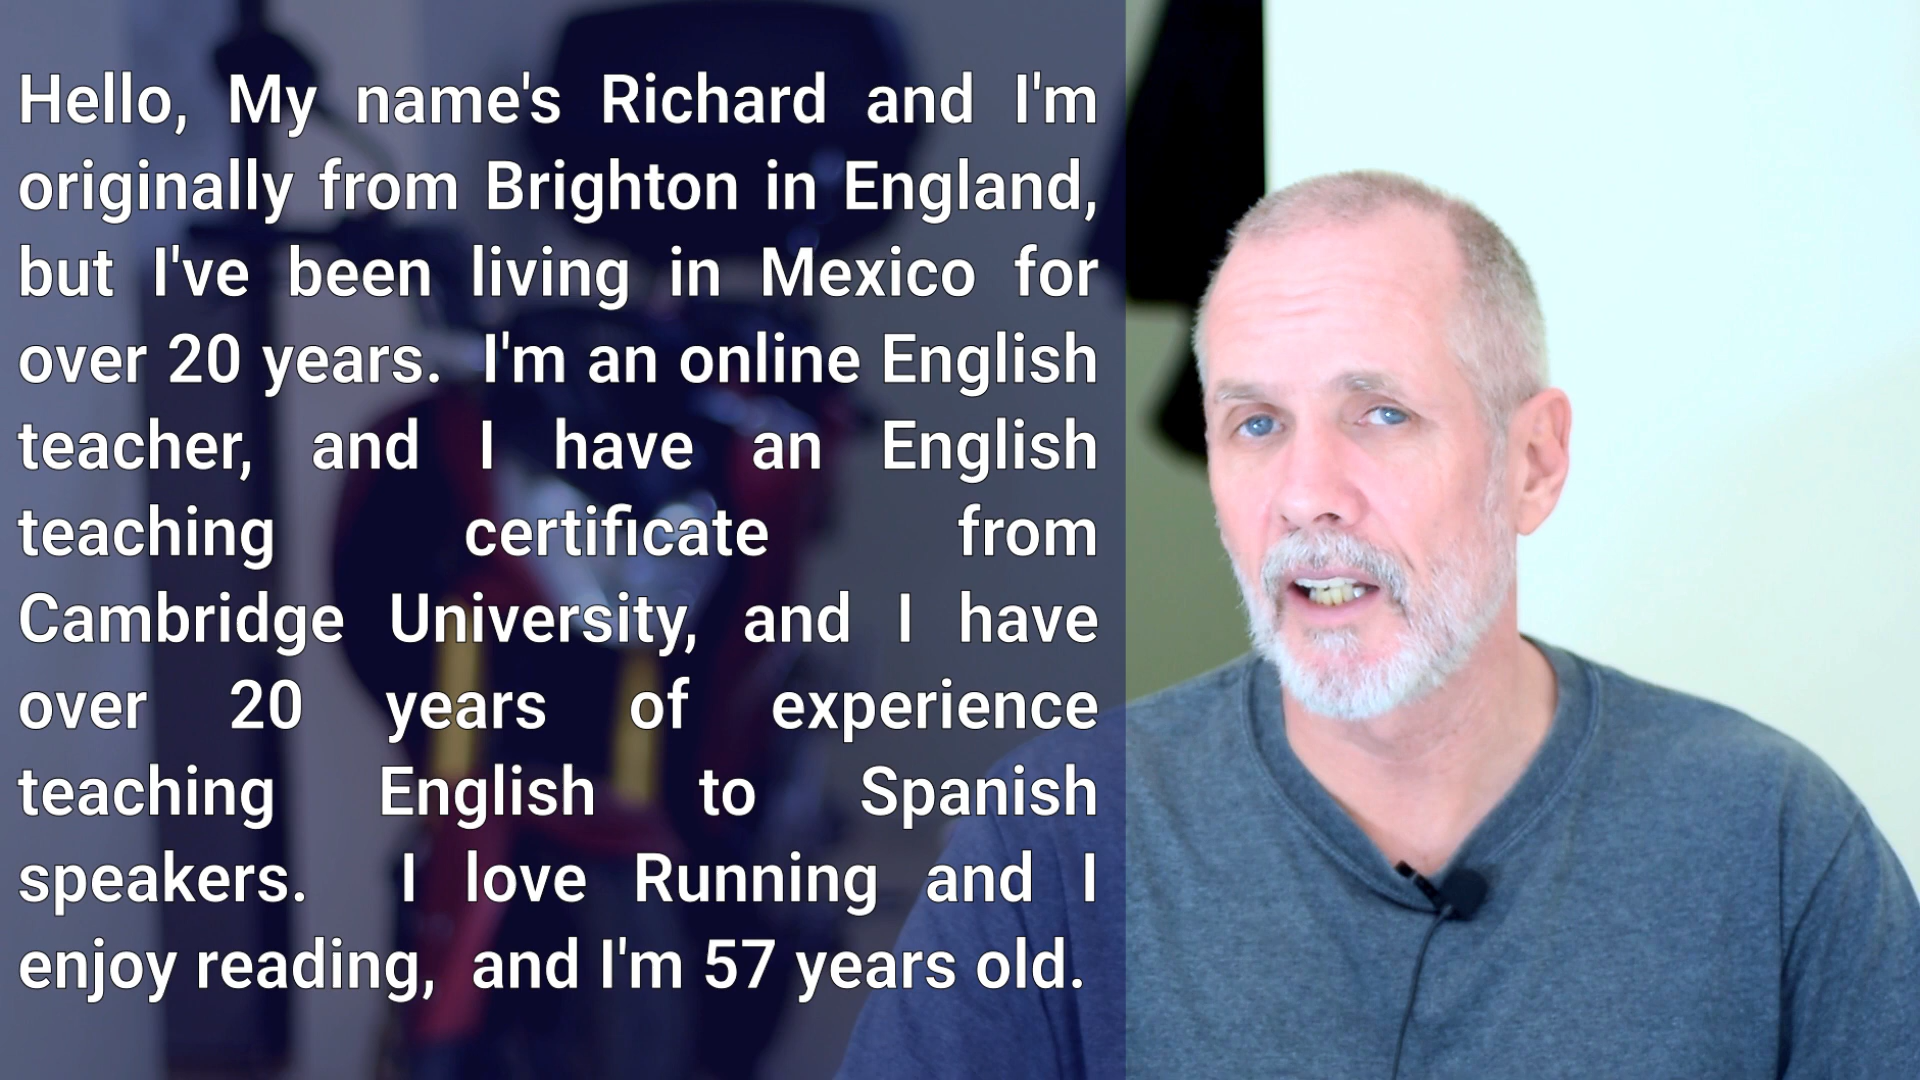 Hello, My name's Richard and I'm
originally from Brighton in England,
but I've been living in Mexico for
over 20 years. I'm an online English
teacher, and I have an English
teaching certificate from
Cambridge University, and I have
over 20 years of experience
teaching English to Spanish
speakers. I love Running and I
enjoy reading, and I'm 57 years old.